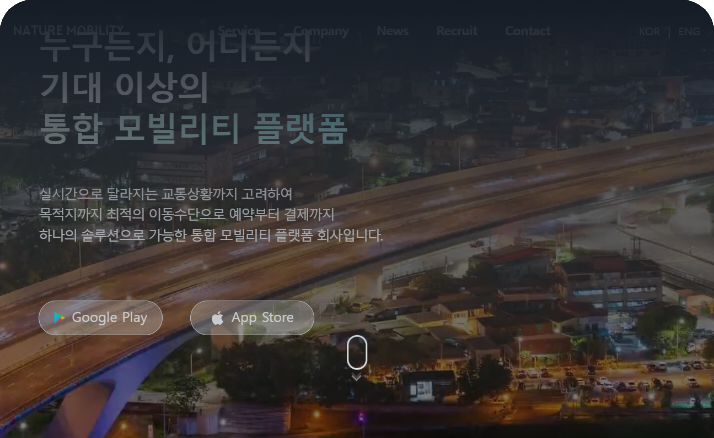 NATURE MOBILITY
Service Company News Recruit Contact
KOR | ENG
누구든지, 어디든지
기대 이상의
통합 모빌리티 플랫폼
실시간으로 달라지는 교통상황까지 고려하여
목적지까지 최적의 이동수단으로 예약부터 결제까지
하나의 솔루션으로 가능한 통합 모빌리티 플랫폼 회사입니다.
Google Play
App Store